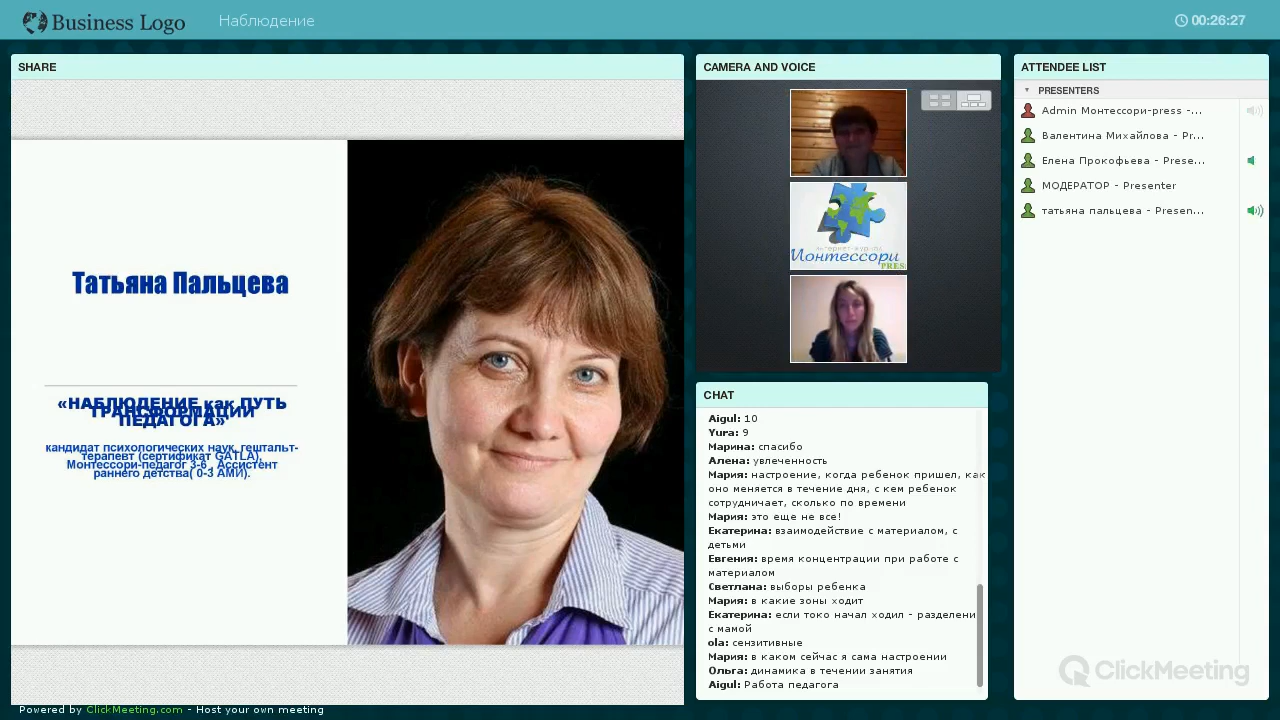 Business Logo
Наблюдение
00:26:27
SHARE
Татьяна Пальцева
«НАБЛЮДЕНИЕ как ПУТЬ
ТРАНСФОРМАЦИИ
ПЕДАГОГА»
кандидат психологических наук, гештальт-
терапевт (сертификат GATLA),
Монтессори-педагог 3-6 , Ассистент
раннего детства( 0-3 АМИ).
Powered by ClickMeeting.com - Host your own meeting
CAMERA AND VOICE
интернет-журнал
Монтессори
PRES
CHAT
Aigul: 10
Yura: 9
Марина: спасибо
Алена: увлеченность
Мария: настроение, когда ребенок пришел, как
оно меняется в течение дня, с кем ребенок
сотрудничает, сколько по времени
Мария: это еще не все!
Екатерина: взаимодействие с материалом, с
детьми
Евгения: время концентрации при работе с
материалом
Светлана: выборы ребенка
Мария: в какие зоны ходит
Екатерина: если токо начал ходил - разделени
с мамой
ola: сензитивные
Мария: в каком сейчас я сама настроении
Ольга: динамика в течении занятия
Aigul: Работа педагога
ATTENDEE LIST
PRESENTERS
Admin Монтессори-press -...
Валентина Михайлова - Pr...
Елена Прокофьева - Prese...
МОДЕРАТОР - Presenter
татьяна пальцева - Presen...
ClickMeeting